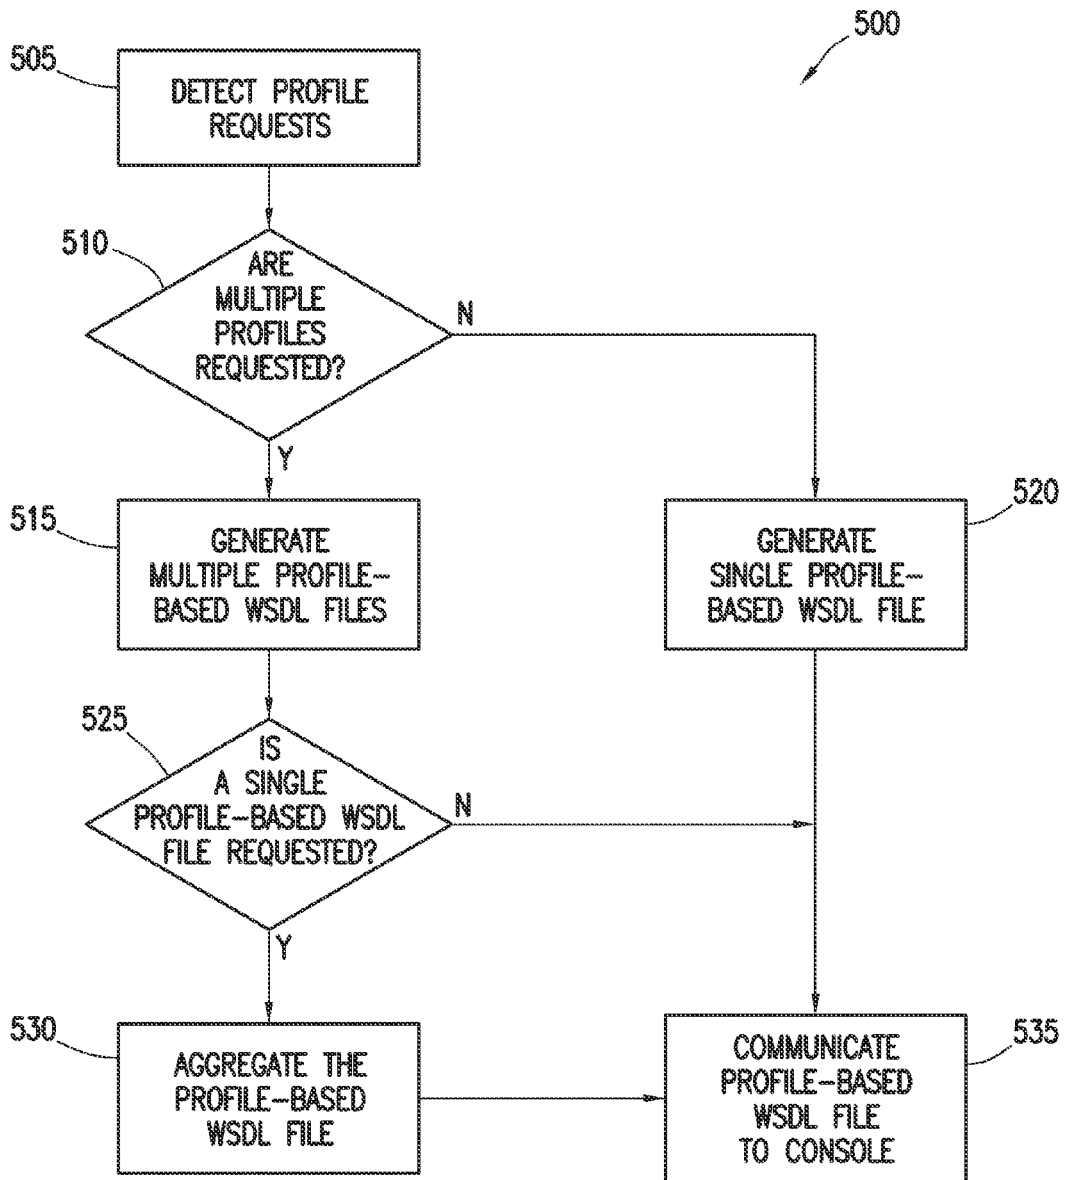 500
505
DETECT PROFILE
REQUESTS
510
ARE
MULTIPLE
PROFILES
REQUESTED?
N
Y
515
GENERATE
MULTIPLE PROFILE-
BASED WSDL FILES
520
GENERATE
SINGLE PROFILE-
BASED WSDL FILE
525
IS
A SINGLE
PROFILE-BASED WSDL
FILE REQUESTED?
N
Y
530
AGGREGATE THE
PROFILE-BASED
WSDL FILE
535
COMMUNICATE
PROFILE-BASED
WSDL FILE
TO CONSOLE